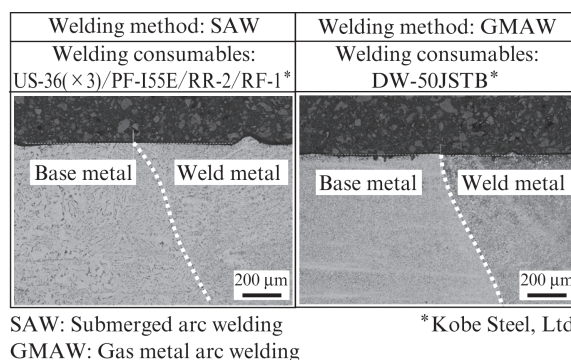 Welding method: SAW
Welding method: GMAW
Welding consumables:
US-36(×3)/PF-I55E/RR-2/RF-1*
Welding consumables:
DW-50JSTB*
Base metal
Weld metal
200 μm
Base metal
Weld metal
200 μm
SAW: Submerged arc welding
*Kobe Steel, Ltd
GMAW: Gas metal arc welding